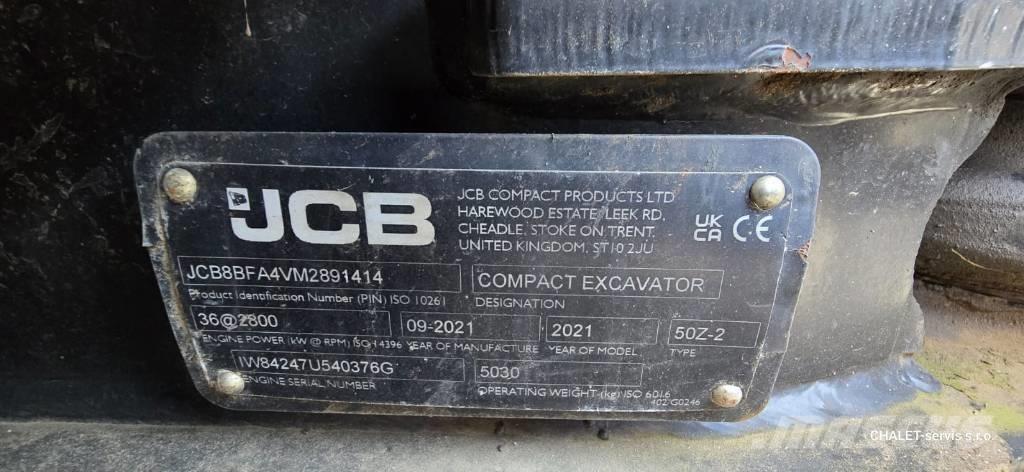 JCB
JCB COMPACT PRODUCTS LTD
HAREWOOD ESTATE, LEEK RD,
CHEADLE, STOKE ON TRENT,
UNITED KINGDOM, ST10 2JU
UK CA CE
JCB8BFA4VM2891414
Product Identification Number (PIN) ISO 10261
COMPACT EXCAVATOR
DESIGNATION
36@2800
ENGINE POWER (kW @ RPM) ISO 14396
09-2021
YEAR OF MANUFACTURE
2021
YEAR OF MODEL
50Z-2
TYPE
IW84247U540376G
ENGINE SERIAL NUMBER
5030
OPERATING WEIGHT (kg) ISO 6016
402/G0246
CHALET-servis s.r.o.